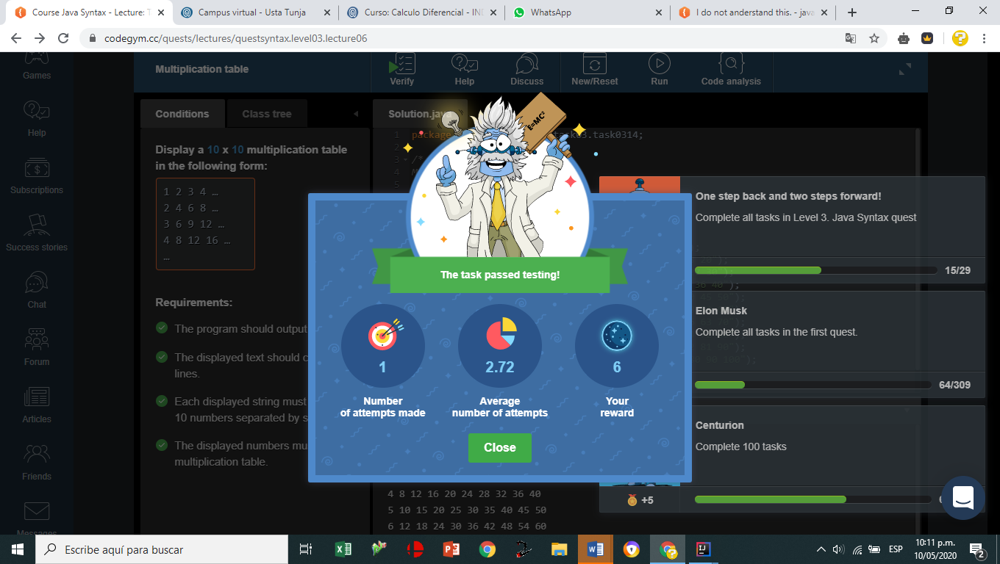 Course Java Syntax - Lecture: T
Campus virtual - Usta Tunja
Curso: Calculo Diferencial - IND
WhatsApp
I do not anderstand this. - java
codegym.cc/quests/lectures/questsyntax.level03.lecture06
Games
Help
Subscriptions
Success stories
Chat
Forum
Articles
Friends
Messages
Multiplication table
Verify
Help
Discuss
New/Reset
Run
Code analysis
Conditions
Class tree
Display a 10 x 10 multiplication table
in the following form:
1 2 3 4 …
2 4 6 8 …
3 6 9 12 …
4 8 12 16 …
…
Requirements:
The program should output
The displayed text should c
lines.
Each displayed string must
10 numbers separated by s
The displayed numbers mu
multiplication table.
Solution.java
1 package task03.task0314;
2
3 /*
4
5
E=MC²
The task passed testing!
1
Number
of attempts made
2.72
Average
number of attempts
6
Your
reward
Close
One step back and two steps forward!
Complete all tasks in Level 3. Java Syntax quest
15/29
Elon Musk
Complete all tasks in the first quest.
64/309
Centurion
Complete 100 tasks
+5
4 8 12 16 20 24 28 32 36 40
5 10 15 20 25 30 35 40 45 50
6 12 18 24 30 36 42 48 54 60
Escribe aquí para buscar
ESP
10:11 p.m.
10/05/2020
2